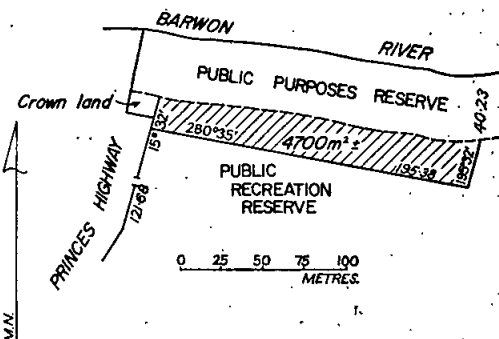 BARWON RIVER
PUBLIC PURPOSES RESERVE
Crown land
40·23
15° 32'
280° 35'
4700m² ±
195·38
195° 32'
PUBLIC
RECREATION
RESERVE
PRINCES HIGHWAY
121·68
0 25 50 75 100
METRES.
M.N.